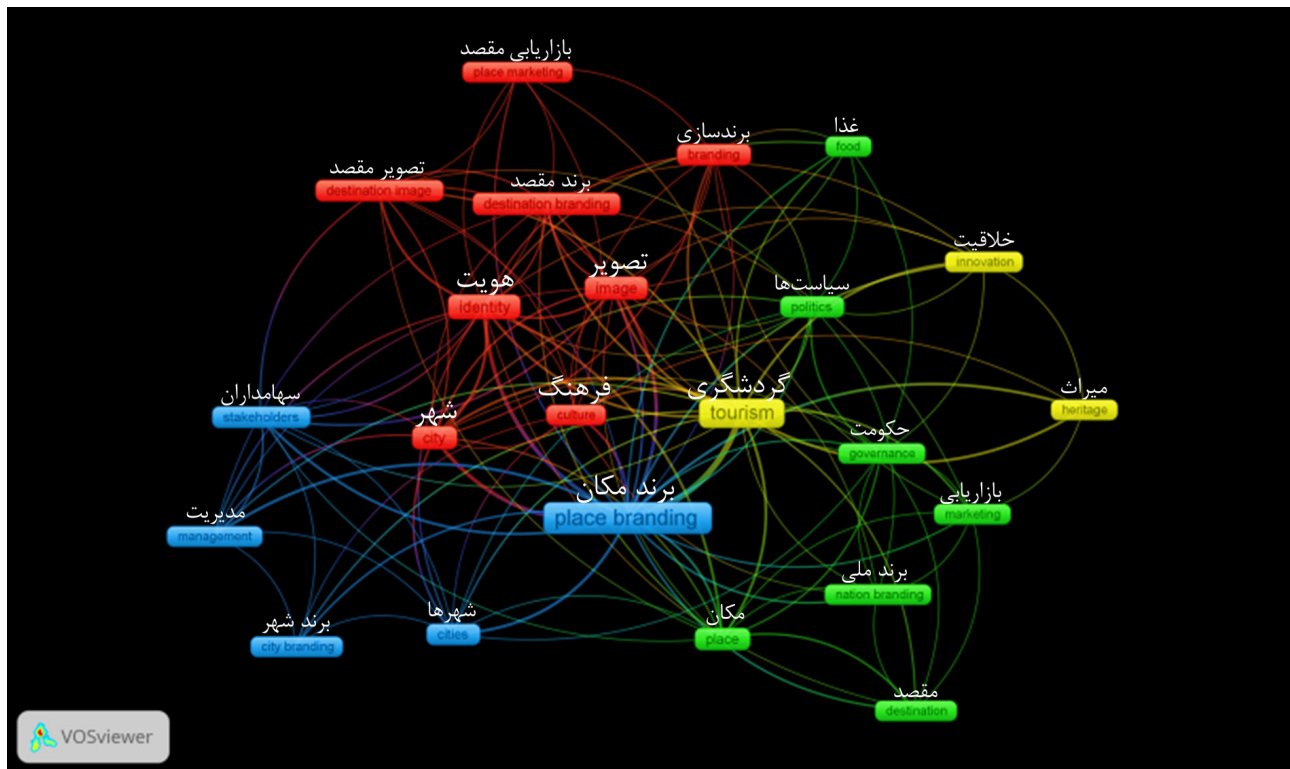 بازاریابی مقصد
place marketing
برندسازی
branding
غذا
food
تصویر مقصد
destination image
برند مقصد
destination branding
خلاقیت
innovation
تصویر
image
هویت
identity
سیاست‌ها
politics
سهامداران
stakeholders
شهر
city
فرهنگ
culture
گردشگری
tourism
میراث
heritage
حکومت
governance
برند مکان
place branding
بازاریابی
marketing
مدیریت
management
برند ملی
nation branding
برند شهر
city branding
شهرها
cities
مکان
place
مقصد
destination
VOSviewer